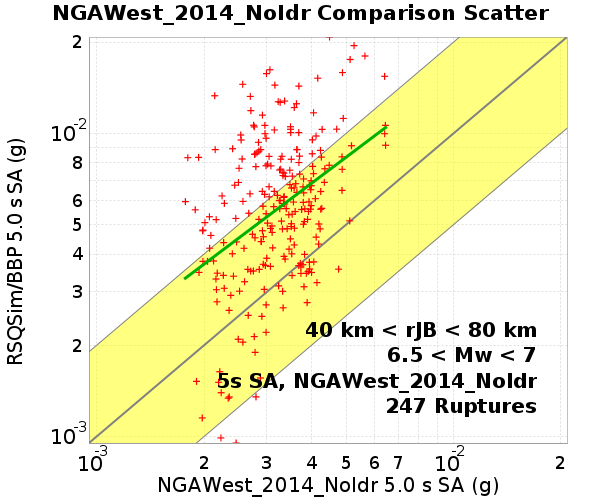 NGAWest_2014_NoIdr Comparison Scatter
RSQSim/BBP 5.0 s SA (g)
2
10-2
8
6
5
4
3
2
10-3
40 km < rJB < 80 km
6.5 < Mw < 7
5s SA, NGAWest_2014_NoIdr
247 Ruptures
10-3 2 3 4 5 6 7 10-2 2
NGAWest_2014_NoIdr 5.0 s SA (g)